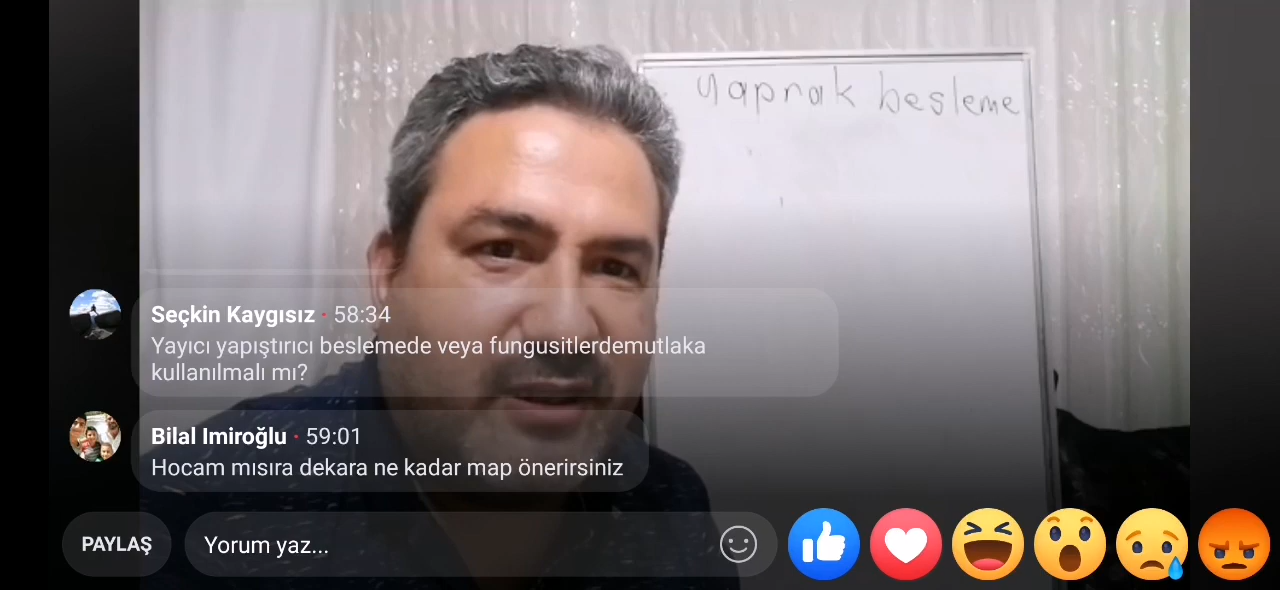 yaprak besleme
Seçkin Kaygısız · 58:34
Yayıcı yapıştırıcı beslemede veya fungusitlerdemutlaka
kullanılmalı mı?
Bilal Imiroğlu · 59:01
Hocam mısıra dekara ne kadar map önerirsiniz
PAYLAŞ
Yorum yaz...